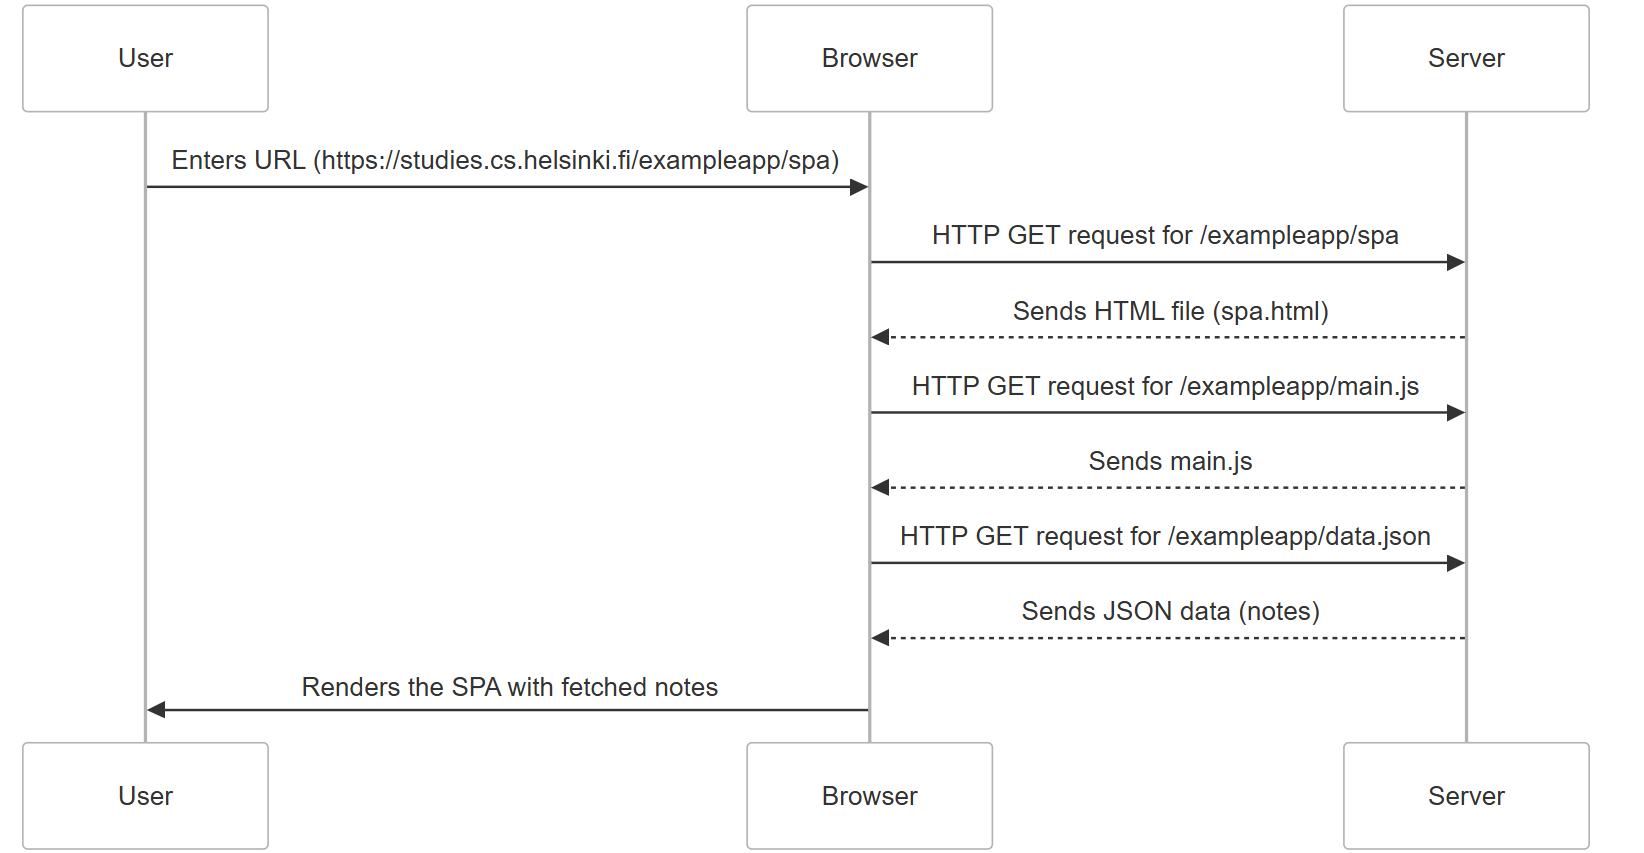 User
Browser
Server
Enters URL (https://studies.cs.helsinki.fi/exampleapp/spa)
HTTP GET request for /exampleapp/spa
Sends HTML file (spa.html)
HTTP GET request for /exampleapp/main.js
Sends main.js
HTTP GET request for /exampleapp/data.json
Sends JSON data (notes)
Renders the SPA with fetched notes
User
Browser
Server